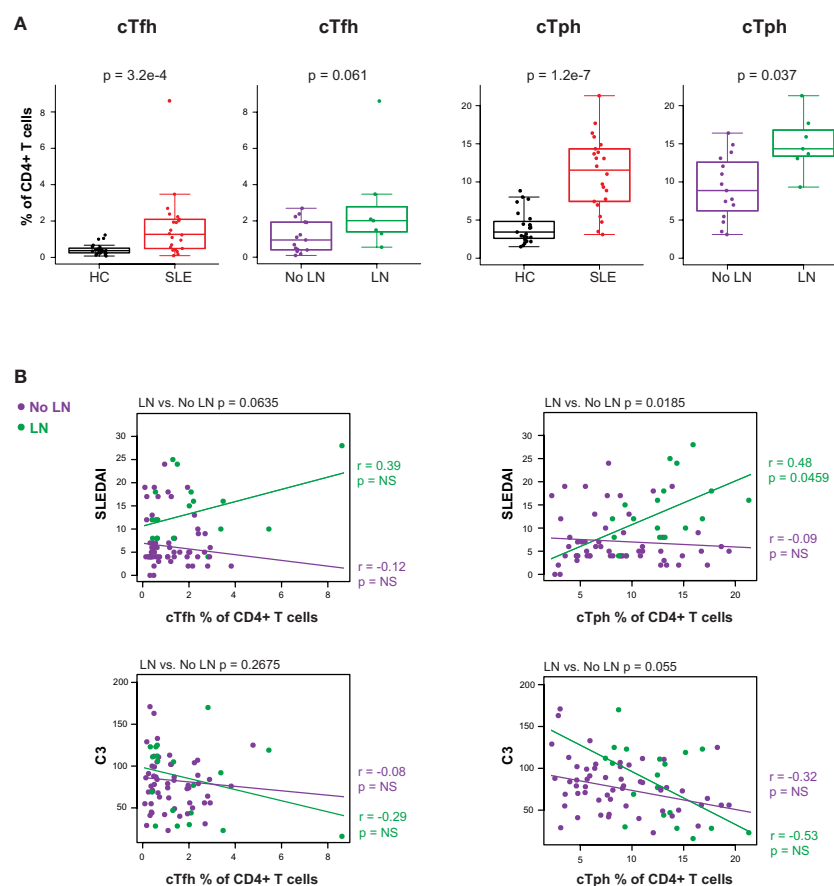 A
cTfh
cTfh
cTph
cTph
p = 3.2e-4
p = 0.061
p = 1.2e-7
p = 0.037
% of CD4+ T cells
8
6
4
2
0
8
6
4
2
0
20
15
10
5
0
20
15
10
5
0
HC
SLE
No LN
LN
HC
SLE
No LN
LN
B
No LN
LN
LN vs. No LN p = 0.0635
SLEDAI
30
25
20
15
10
5
0
0
2
4
6
8
cTfh % of CD4+ T cells
r = 0.39
p = NS
r = -0.12
p = NS
LN vs. No LN p = 0.0185
SLEDAI
30
25
20
15
10
5
0
5
10
15
20
cTph % of CD4+ T cells
r = 0.48
p = 0.0459
r = -0.09
p = NS
LN vs. No LN p = 0.2675
C3
200
150
100
50
0
2
4
6
8
cTfh % of CD4+ T cells
r = -0.08
p = NS
r = -0.29
p = NS
LN vs. No LN p = 0.055
C3
200
150
100
50
5
10
15
20
cTph % of CD4+ T cells
r = -0.32
p = NS
r = -0.53
p = NS